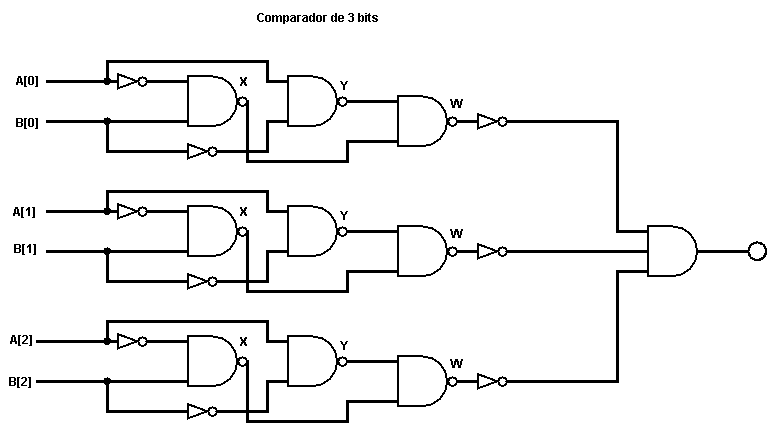 Comparador de 3 bits
A[0]
X
Y
W
B[0]
A[1]
X
Y
W
B[1]
A[2]
X
Y
W
B[2]